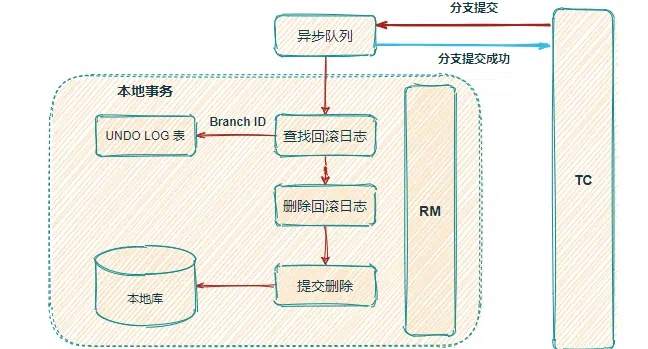 分支提交
异步队列
分支提交成功
本地事务
Branch ID
UNDO LOG 表
查找回滚日志
TC
删除回滚日志
RM
提交删除
本地库